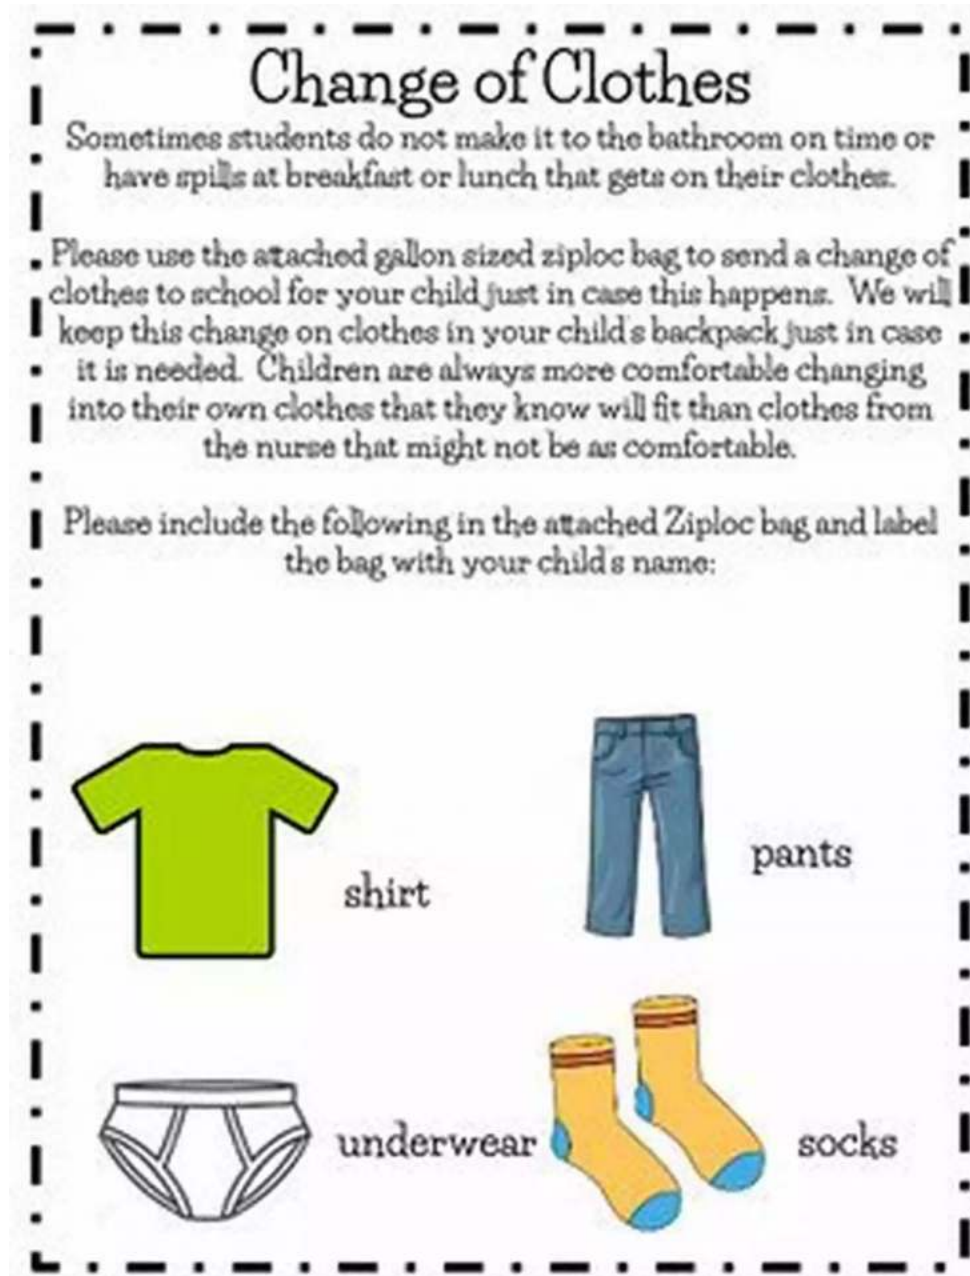 Change of Clothes
Sometimes students do not make it to the bathroom on time or
have spills at breakfast or lunch that gets on their clothes.
Please use the attached gallon sized ziploc bag to send a change of
clothes to school for your child just in case this happens. We will
keep this change on clothes in your child's backpack just in case
it is needed. Children are always more comfortable changing
into their own clothes that they know will fit than clothes from
the nurse that might not be as comfortable.
Please include the following in the attached Ziploc bag and label
the bag with your child's name:
shirt
pants
underwear
socks